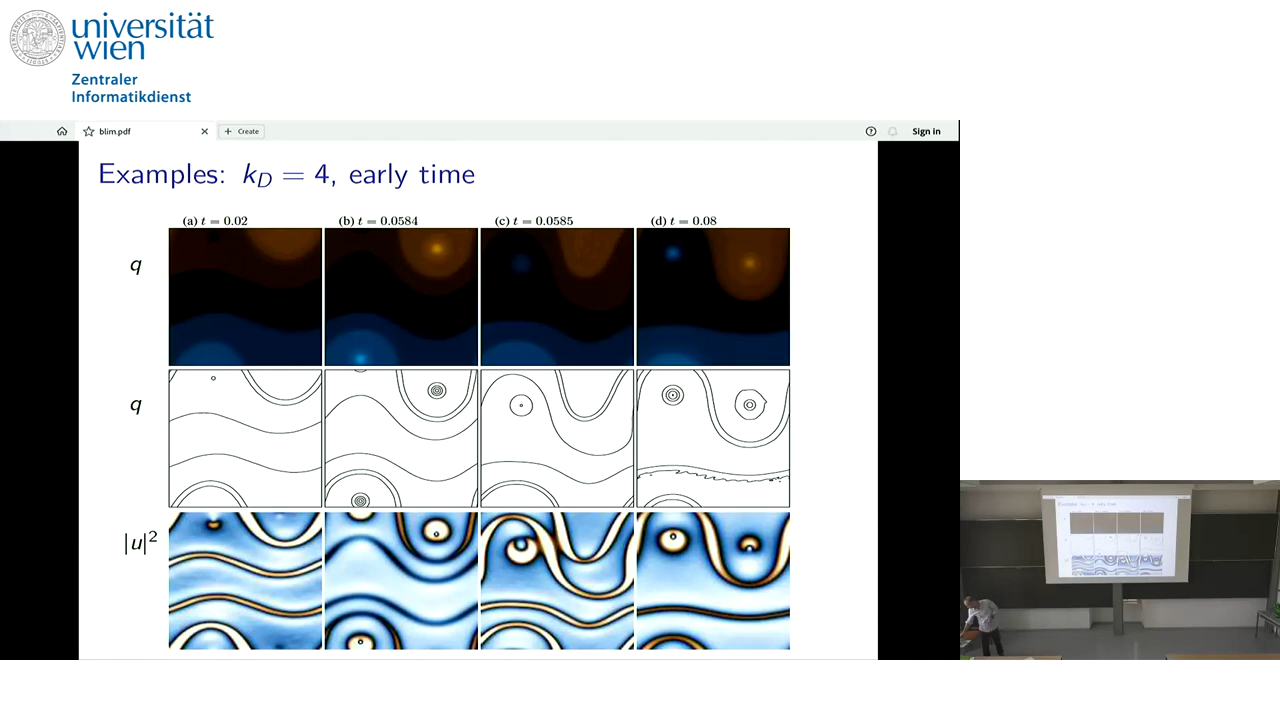 universität
wien
Zentraler
Informatikdienst
blim.pdf
Create
Sign in
Examples: k_D = 4, early time
(a) t = 0.02
(b) t = 0.0584
(c) t = 0.0585
(d) t = 0.08
q
q
|u|²